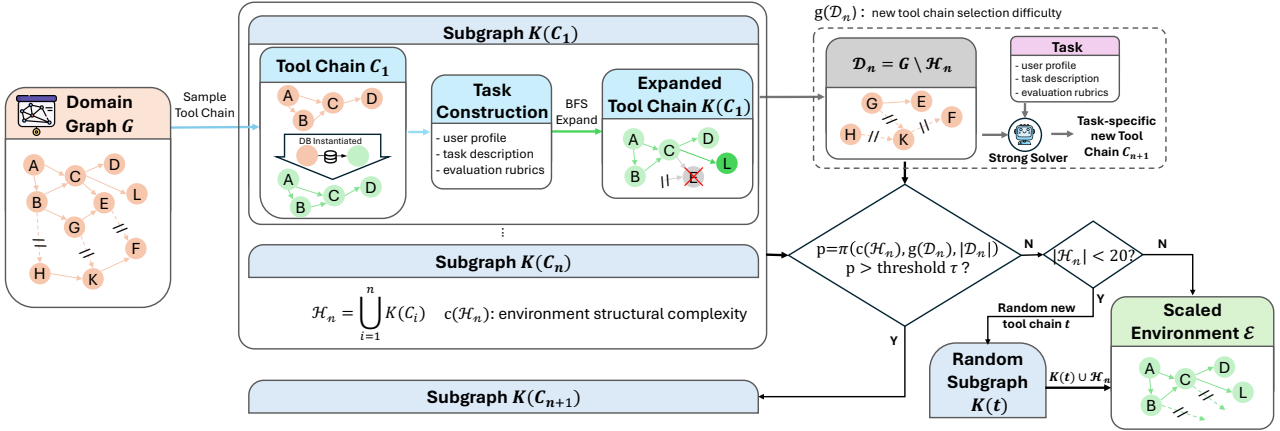 Domain
Graph G
A
D
C
B
L
E
G
F
H
K
Sample
Tool Chain
Subgraph K(C₁)
Tool Chain C₁
A
C
D
B
DB Instantiated
A
C
D
B
Task
Construction
- user profile
- task description
- evaluation rubrics
BFS
Expand
Expanded
Tool Chain K(C₁)
A
D
C
B
L
E
⋮
Subgraph K(Cₙ)
ℋₙ = ⋃ⁿᵢ₌₁ K(Cᵢ) c(ℋₙ): environment structural complexity
Subgraph K(Cₙ₊₁)
g(𝒟ₙ) : new tool chain selection difficulty
𝒟ₙ = G \ ℋₙ
G
E
F
H
K
Task
- user profile
- task description
- evaluation rubrics
Strong Solver
Task-specific
new Tool
Chain Cₙ₊₁
p=π(c(ℋₙ), g(𝒟ₙ), |𝒟ₙ|)
p > threshold τ ?
N
Y
|ℋₙ| < 20?
N
Y
Random new
tool chain t
Random
Subgraph
K(t)
K(t) ∪ ℋₙ
Scaled
Environment ℰ
A
D
C
B
L